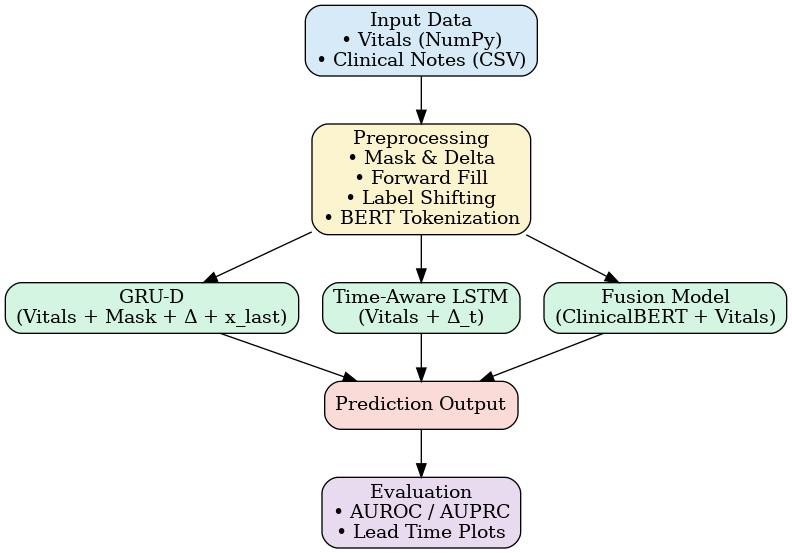 Input Data
• Vitals (NumPy)
• Clinical Notes (CSV)
Preprocessing
• Mask & Delta
• Forward Fill
• Label Shifting
• BERT Tokenization
GRU-D
(Vitals + Mask + Δ + x_last)
Time-Aware LSTM
(Vitals + Δ_t)
Fusion Model
(ClinicalBERT + Vitals)
Prediction Output
Evaluation
• AUROC / AUPRC
• Lead Time Plots